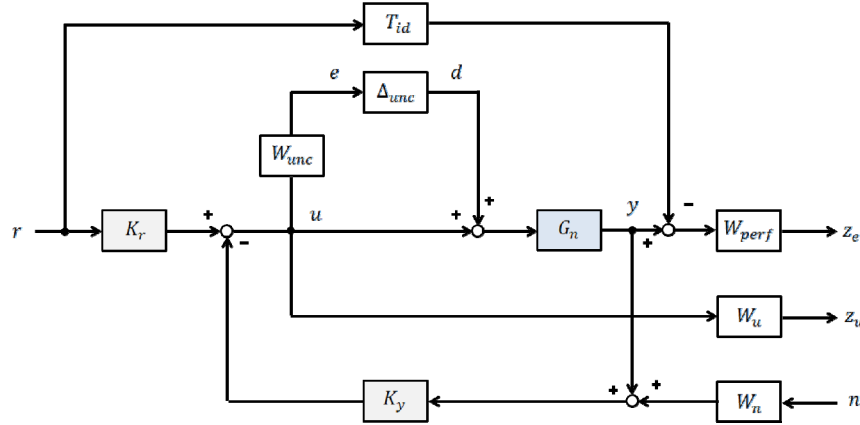 T_id
e
Δ_unc
d
W_unc
+
+
+
r
K_r
−
u
G_n
y
−
+
W_perf
z_e
W_u
z_u
K_y
+
+
W_n
n